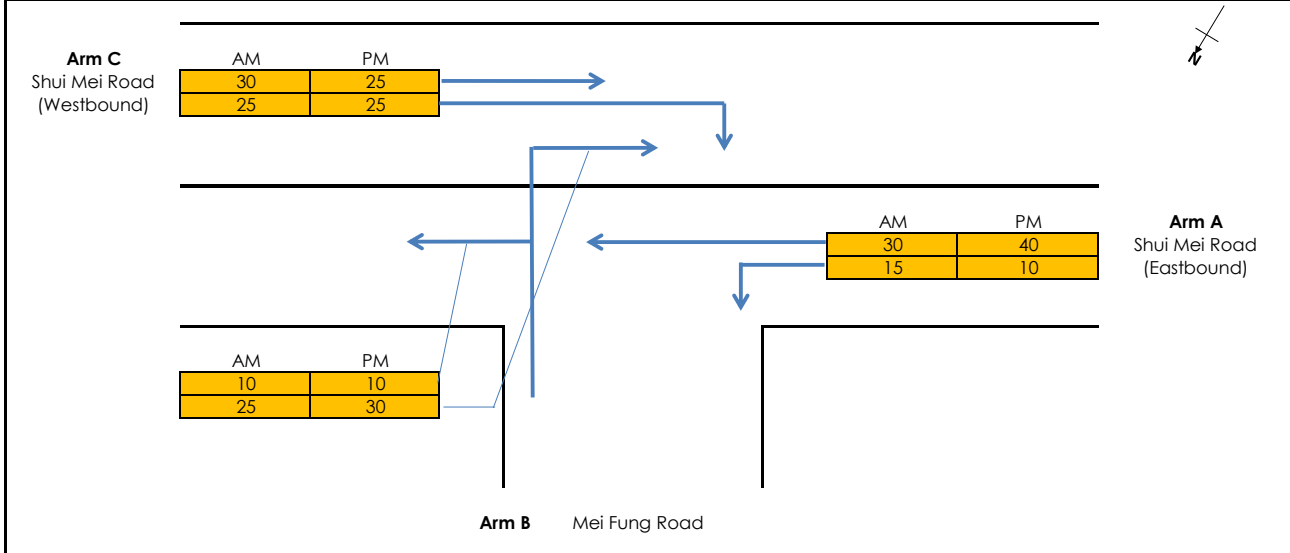 Arm C
Shui Mei Road
(Westbound)
AM PM
30 25
25 25
N
AM PM
30 40
15 10
Arm A
Shui Mei Road
(Eastbound)
AM PM
10 10
25 30
Arm B Mei Fung Road